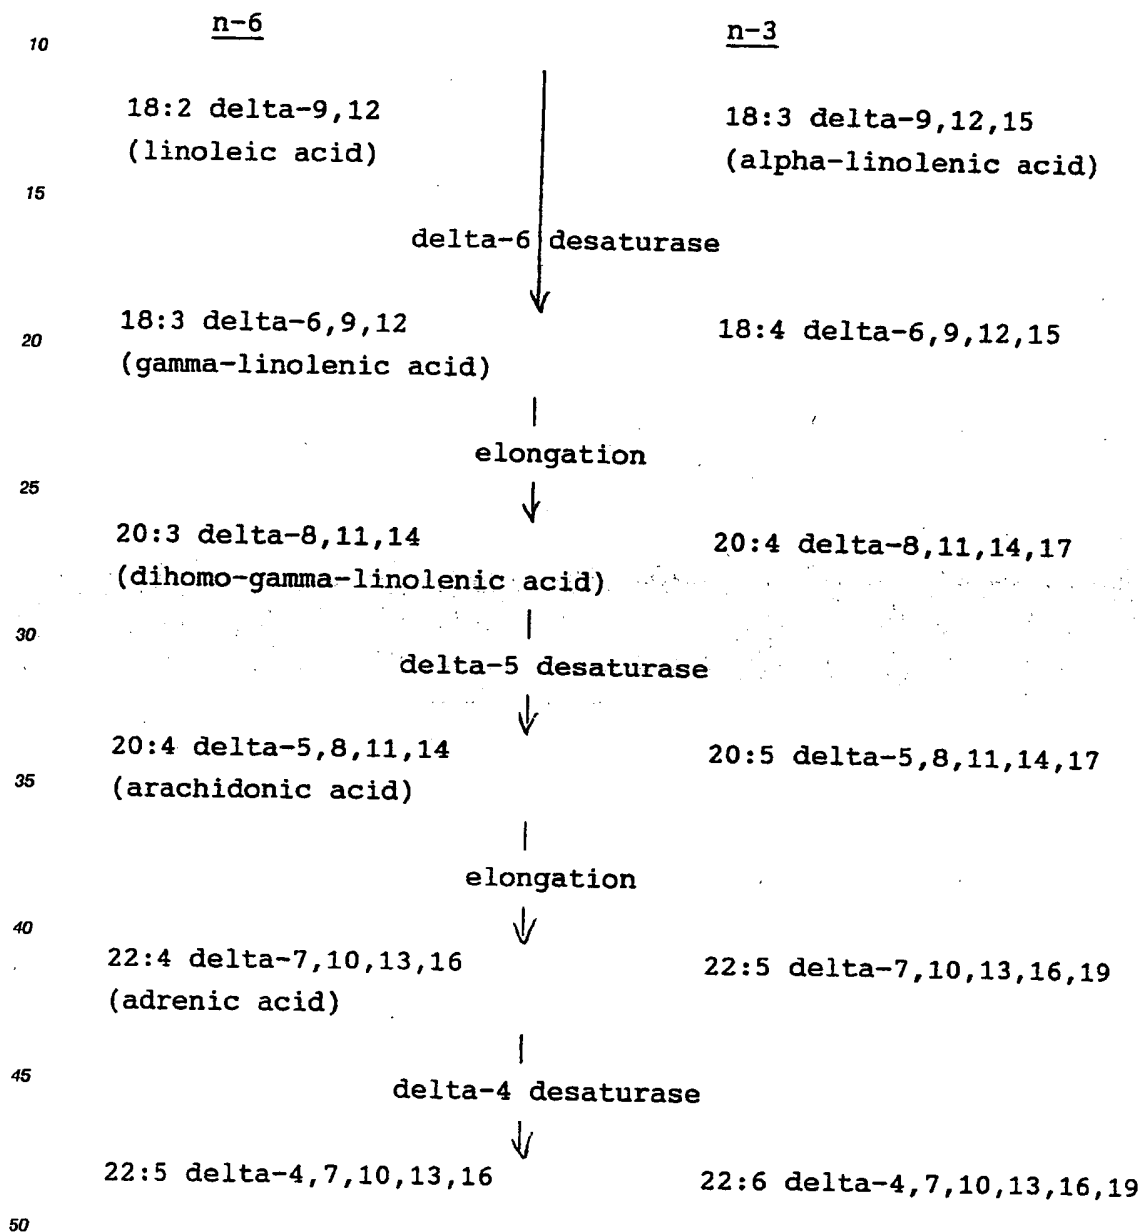 n-6 n-3
10
18:2 delta-9,12 18:3 delta-9,12,15
(linoleic acid) (alpha-linolenic acid)
15
delta-6 desaturase
18:3 delta-6,9,12 18:4 delta-6,9,12,15
20
(gamma-linolenic acid)
elongation
25
20:3 delta-8,11,14 20:4 delta-8,11,14,17
(dihomo-gamma-linolenic acid)
30
delta-5 desaturase
20:4 delta-5,8,11,14 20:5 delta-5,8,11,14,17
35
(arachidonic acid)
elongation
40
22:4 delta-7,10,13,16 22:5 delta-7,10,13,16,19
(adrenic acid)
45
delta-4 desaturase
22:5 delta-4,7,10,13,16 22:6 delta-4,7,10,13,16,19
50